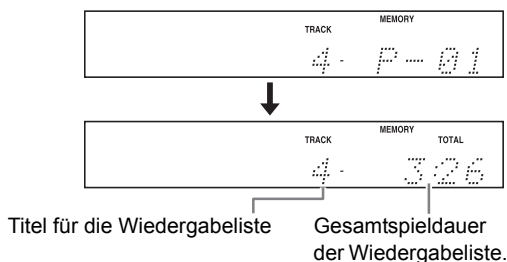 MEMORY
TRACK
4- P-01
MEMORY
TRACK TOTAL
4- 3:26
Titel für die Wiedergabeliste
Gesamtspieldauer
der Wiedergabeliste.